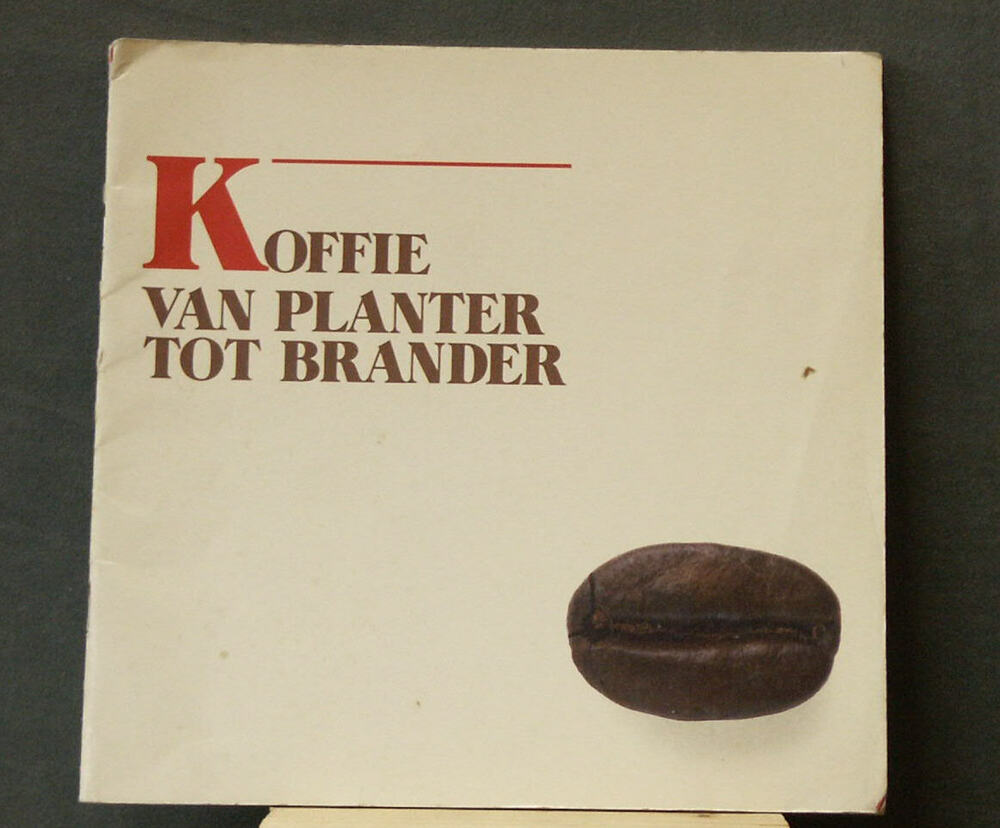 KOFFIE
VAN PLANTER
TOT BRANDER